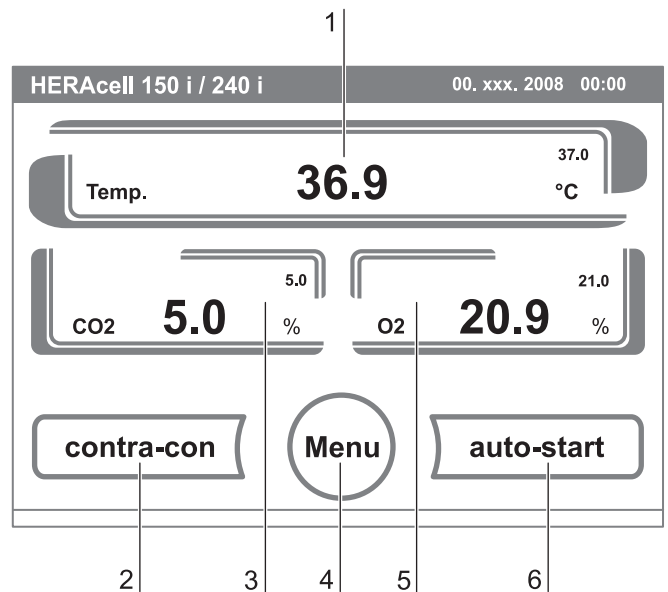 1
HERAcell 150 i / 240 i 00. xxx. 2008 00:00
37.0
Temp. 36.9 °C
5.0 21.0
CO2 5.0 % O2 20.9 %
contra-con Menu auto-start
2 3 4 5 6